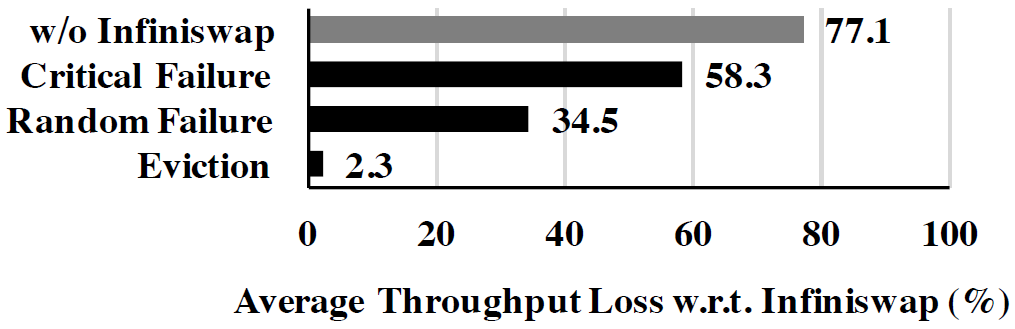 w/o Infiniswap 77.1
Critical Failure 58.3
Random Failure 34.5
Eviction 2.3
0 20 40 60 80 100
Average Throughput Loss w.r.t. Infiniswap (%)